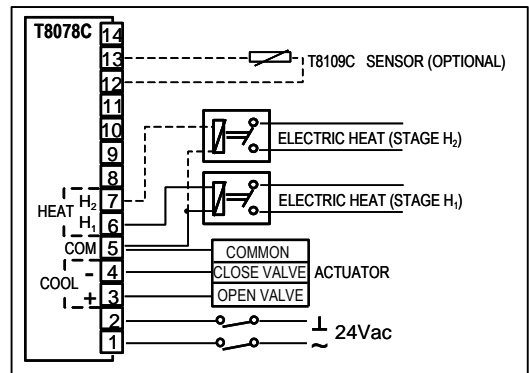 T8078C 14
13
T8109C SENSOR (OPTIONAL)
12
11
10
9
ELECTRIC HEAT (STAGE H₂)
8
HEAT H₂ 7
H₁ 6
ELECTRIC HEAT (STAGE H₁)
COM 5
COMMON
COOL - 4
CLOSE VALVE ACTUATOR
+ 3
OPEN VALVE
2
⊥ 24Vac
1
~